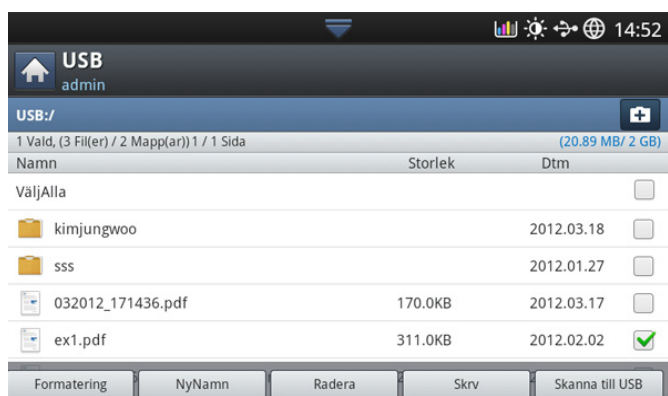 14:52
USB
admin
USB:/
1 Vald, (3 Fil(er) / 2 Mapp(ar)) 1 / 1 Sida (20.89 MB/ 2 GB)
Namn Storlek Dtm
VäljAlla
kimjungwoo 2012.03.18
sss 2012.01.27
032012_171436.pdf 170.0KB 2012.03.17
ex1.pdf 311.0KB 2012.02.02
Formatering NyNamn Radera Skrv Skanna till USB